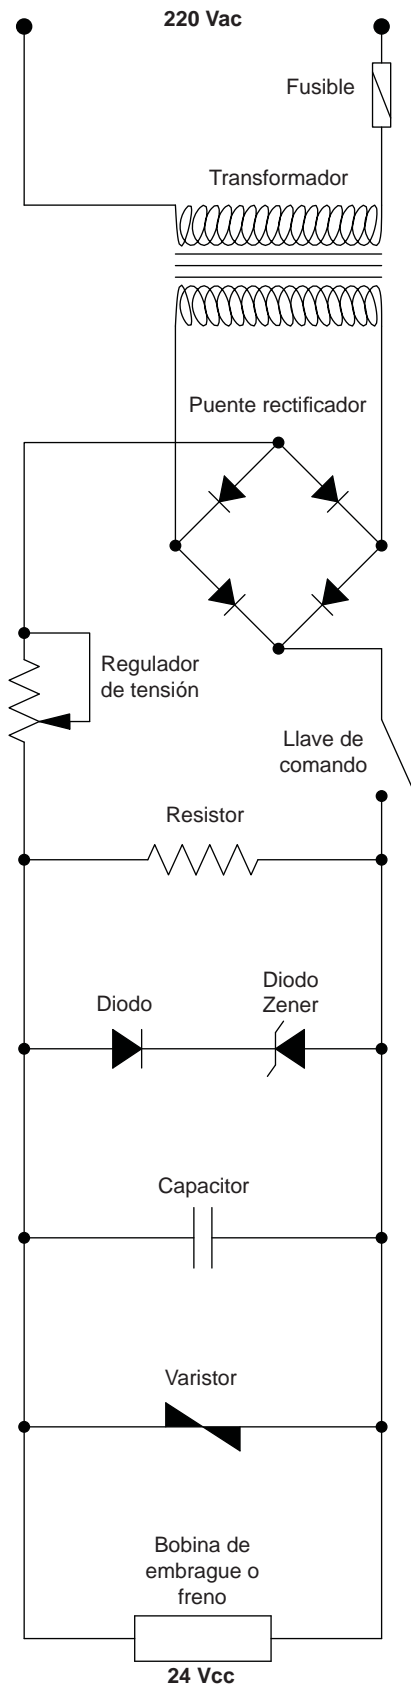 220 Vac
Fusible
Transformador
Puente rectificador
Regulador
de tensión
Llave de
comando
Resistor
Diodo
Diodo
Zener
Capacitor
Varistor
Bobina de
embrague o
freno
24 Vcc